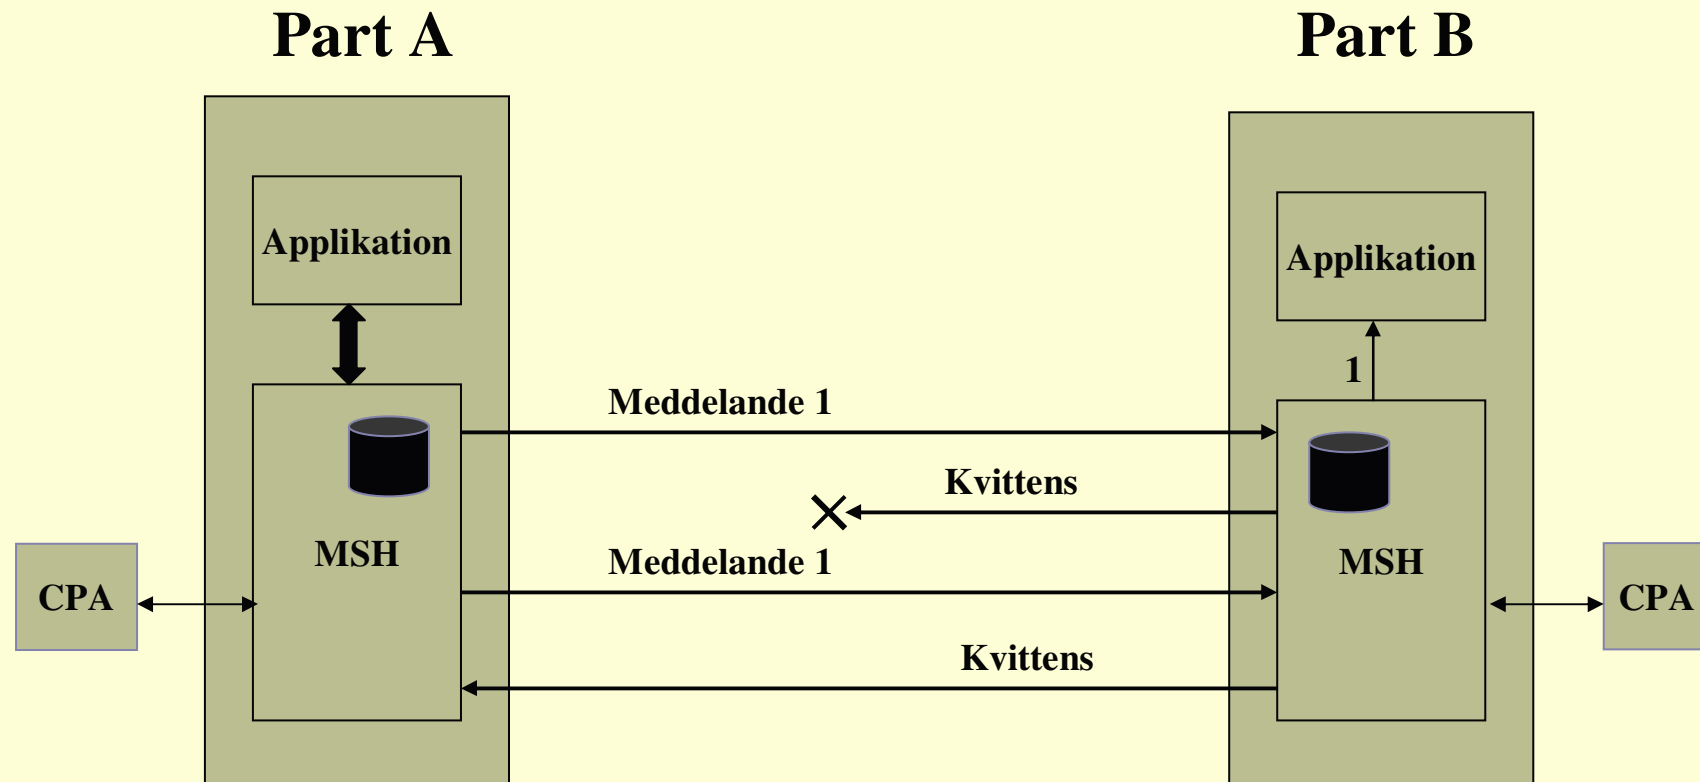 Part A
Part B
Applikation
Applikation
1
Meddelande 1
Kvittens
MSH
Meddelande 1
MSH
CPA
CPA
Kvittens